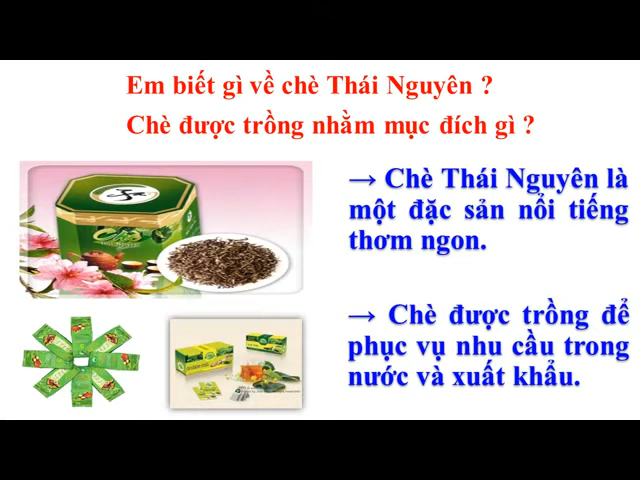 Em biết gì về chè Thái Nguyên ?
Chè được trồng nhằm mục đích gì ?
→ Chè Thái Nguyên là
một đặc sản nổi tiếng
thơm ngon.
Chè
→ Chè được trồng để
phục vụ nhu cầu trong
nước và xuất khẩu.